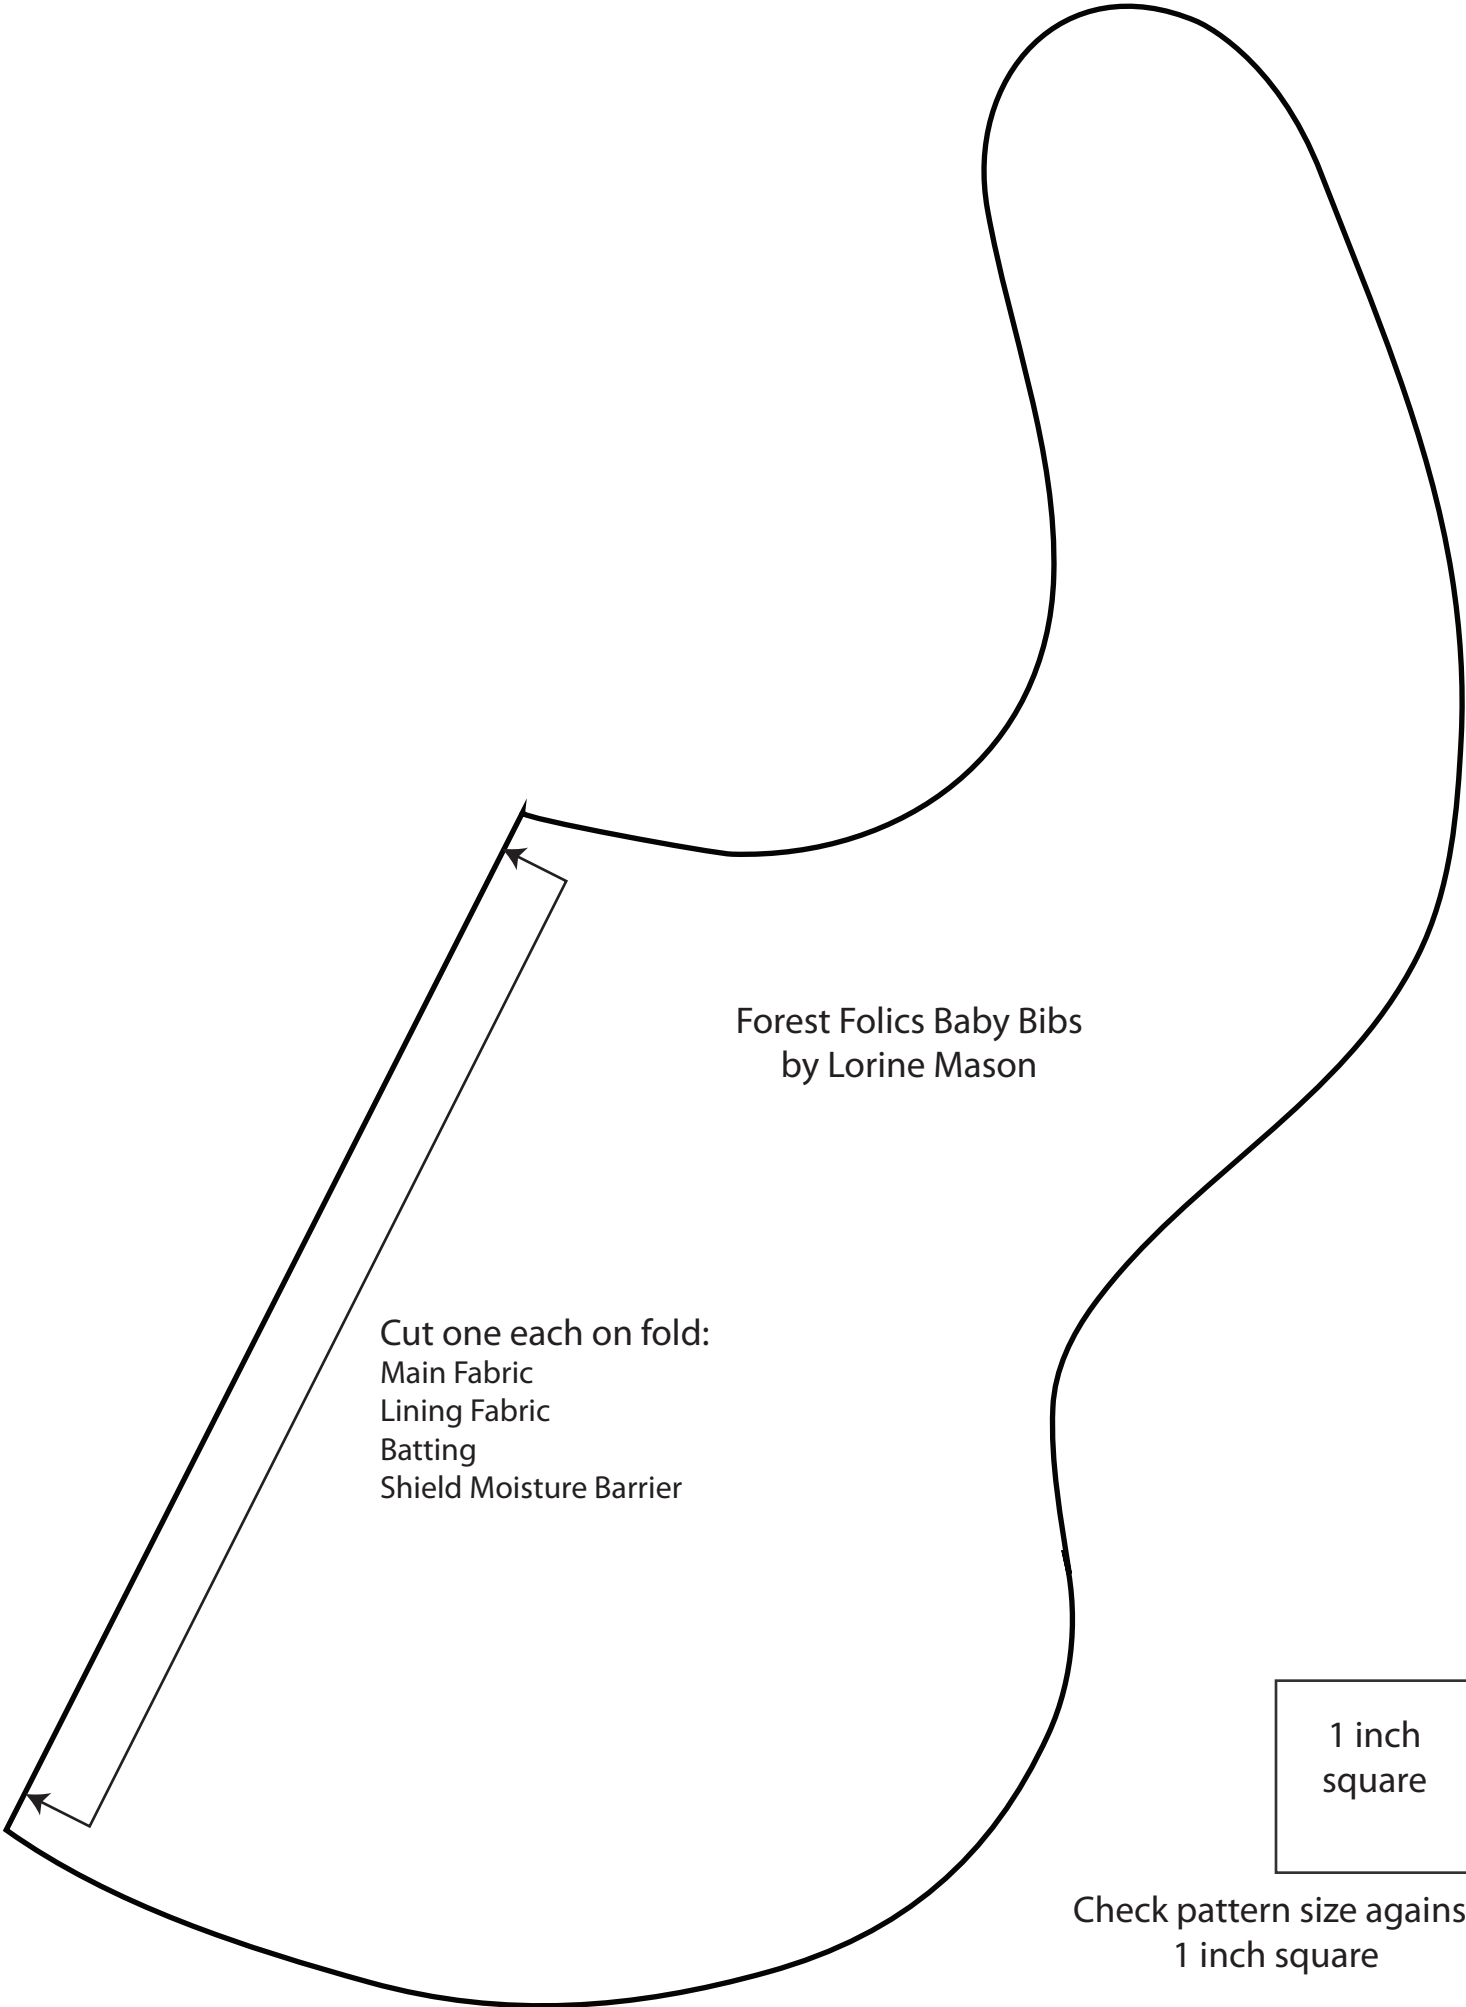 Forest Folics Baby Bibs
by Lorine Mason
Cut one each on fold:
Main Fabric
Lining Fabric
Batting
Shield Moisture Barrier
1 inch
square
Check pattern size agains
1 inch square